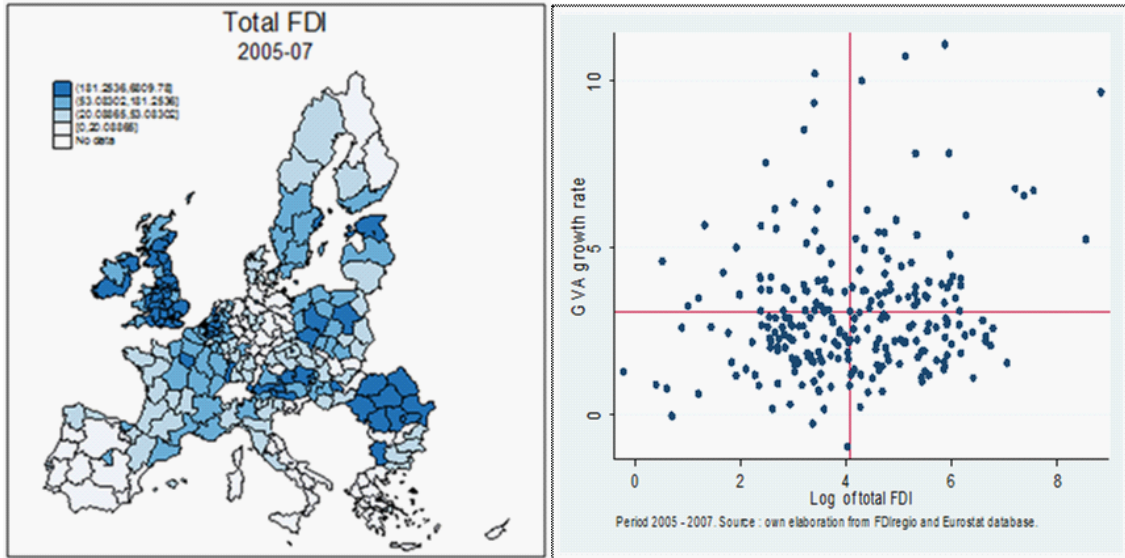 Total FDI
2005-07
(181.2536,6809.78]
(53.08302,181.2536]
(20.08865,53.08302]
[0,20.08865]
No data
GVA growth rate
10
5
0
0 2 4 6 8
Log of total FDI
Period 2005 - 2007. Source : own elaboration from FDIregio and Eurostat database.